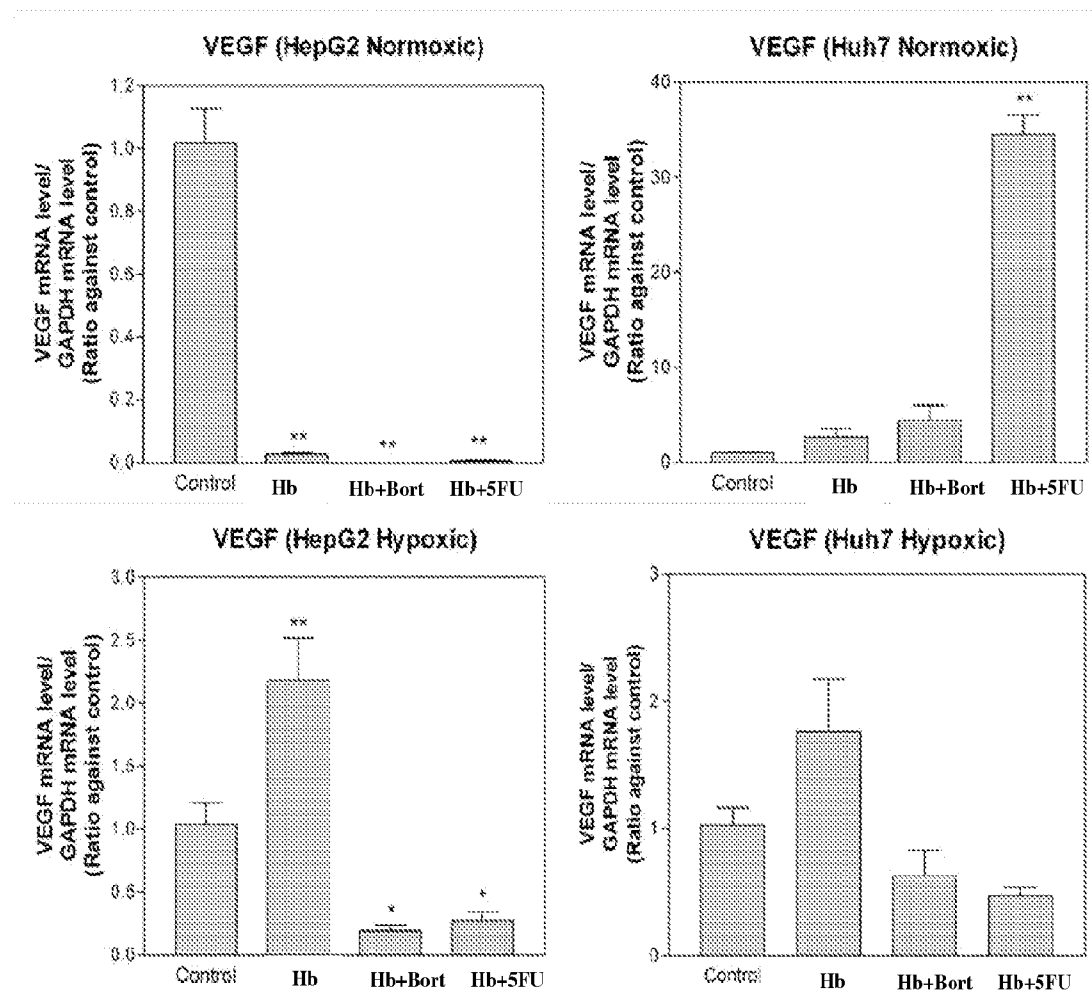 VEGF (HepG2 Normoxic)
VEGF mRNA level/
GAPDH mRNA level
(Ratio against control)
1.2
1.0
0.8
0.6
0.4
0.2
0.0
**
**
**
Control
Hb
Hb+Bort
Hb+5FU
VEGF (Huh7 Normoxic)
VEGF mRNA level/
GAPDH mRNA level
(Ratio against control)
40
30
20
10
0
**
Control
Hb
Hb+Bort
Hb+5FU
VEGF (HepG2 Hypoxic)
VEGF mRNA level/
GAPDH mRNA level
(Ratio against control)
3.0
2.5
2.0
1.5
1.0
0.5
0.0
**
*
*
Control
Hb
Hb+Bort
Hb+5FU
VEGF (Huh7 Hypoxic)
VEGF mRNA level/
GAPDH mRNA level
(Ratio against control)
3
2
1
0
Control
Hb
Hb+Bort
Hb+5FU